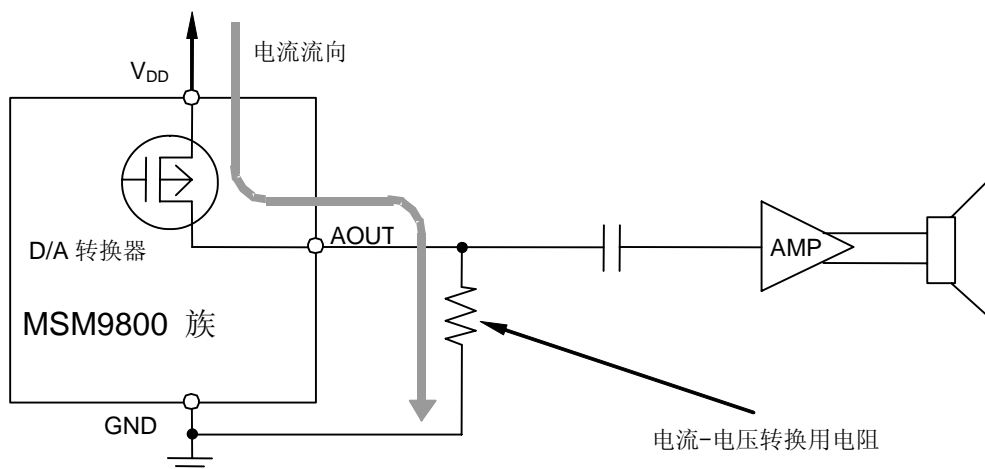 电流流向
VDD
AOUT
D/A 转换器
AMP
MSM9800 族
GND
电流-电压转换用电阻